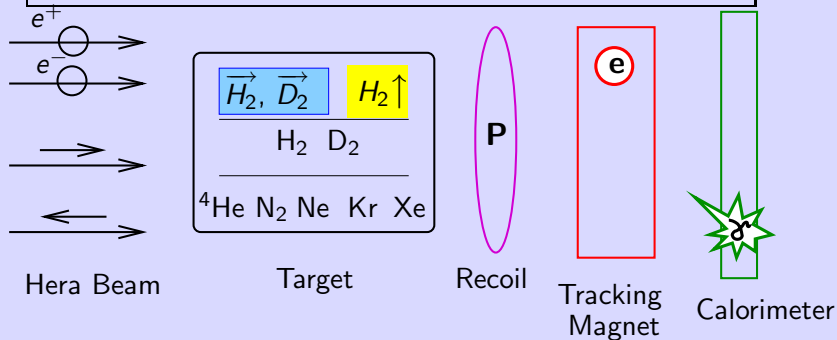 e⁺
e⁻
H₂, D₂ H₂↑
H₂ D₂
⁴He N₂ Ne Kr Xe
P
e
γ
Hera Beam
Target
Recoil
Tracking
Magnet
Calorimeter